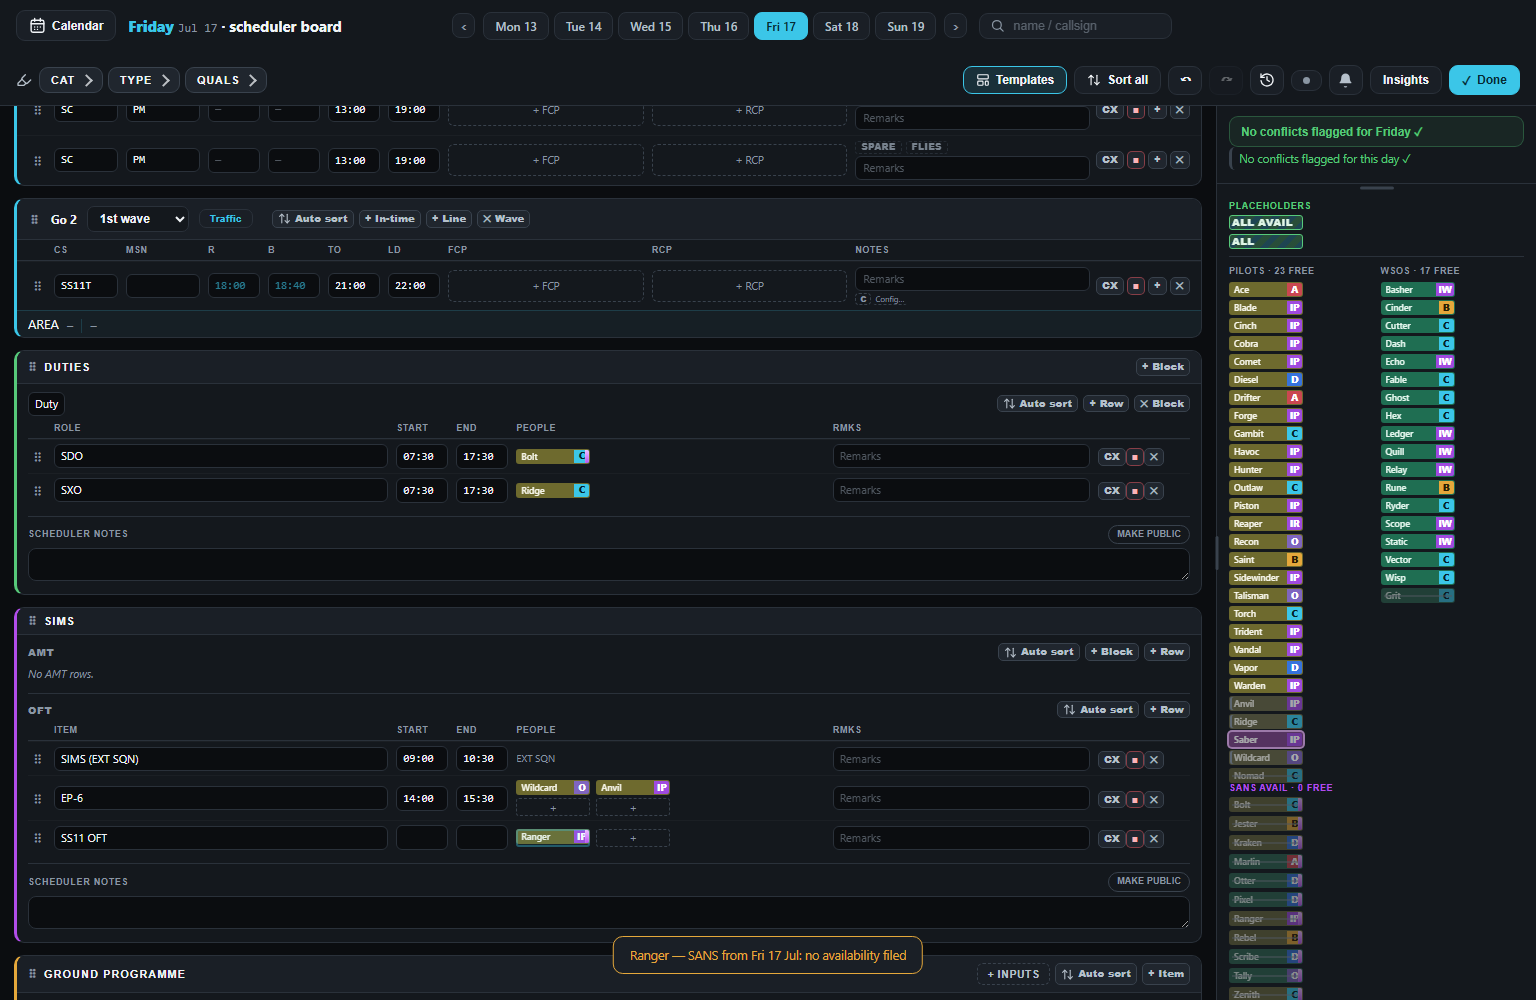 Calendar
Friday Jul 17 · scheduler board
‹ Mon 13 Tue 14 Wed 15 Thu 16 Fri 17 Sat 18 Sun 19 ›
name / callsign
CAT TYPE QUALS
Templates Sort all Insights ✓ Done
SC PM – – 13:00 19:00 + FCP + RCP Remarks CX ■ + ✕
SPARE FLIES
SC PM – – 13:00 19:00 + FCP + RCP Remarks CX ■ + ✕
Go 2 1st wave Traffic Auto sort + In-time + Line ✕ Wave
CS MSN R B TO LD FCP RCP NOTES
SS11T 18:00 18:40 21:00 22:00 + FCP + RCP Remarks CX ■ + ✕
C Config...
AREA – –
DUTIES + Block
Duty Auto sort + Row ✕ Block
ROLE START END PEOPLE RMKS
SDO 07:30 17:30 Bolt C Remarks CX ■ ✕
SXO 07:30 17:30 Ridge C Remarks CX ■ ✕
SCHEDULER NOTES MAKE PUBLIC
SIMS
AMT Auto sort + Block + Row
No AMT rows.
OFT Auto sort + Row
ITEM START END PEOPLE RMKS
SIMS (EXT SQN) 09:00 10:30 EXT SQN Remarks CX ■ ✕
EP-6 14:00 15:30 Wildcard O Anvil IP Remarks CX ■ ✕
+ +
SS11 OFT Ranger IP + Remarks CX ■ ✕
SCHEDULER NOTES MAKE PUBLIC
Ranger — SANS from Fri 17 Jul: no availability filed
GROUND PROGRAMME + INPUTS Auto sort + Item
No conflicts flagged for Friday ✓
No conflicts flagged for this day ✓
PLACEHOLDERS
ALL AVAIL
ALL
PILOTS · 23 FREE
Ace A
Blade IP
Cinch IP
Cobra IP
Comet IP
Diesel D
Drifter A
Forge IP
Gambit C
Havoc IP
Hunter IP
Outlaw C
Piston IP
Reaper IR
Recon O
Saint B
Sidewinder IP
Talisman O
Torch C
Trident IP
Vandal IP
Vapor D
Warden IP
Anvil IP
Ridge C
Saber IP
Wildcard O
Nomad C
SANS AVAIL · 0 FREE
Bolt C
Jester B
Kraken D
Marlin A
Otter D
Pixel D
Ranger IP
Rebel B
Scribe D
Tally O
Zenith C
WSOS · 17 FREE
Basher IW
Cinder B
Cutter C
Dash C
Echo IW
Fable C
Ghost C
Hex C
Ledger IW
Quill IW
Relay IW
Rune B
Ryder C
Scope IW
Static IW
Vector C
Wisp C
Grit C